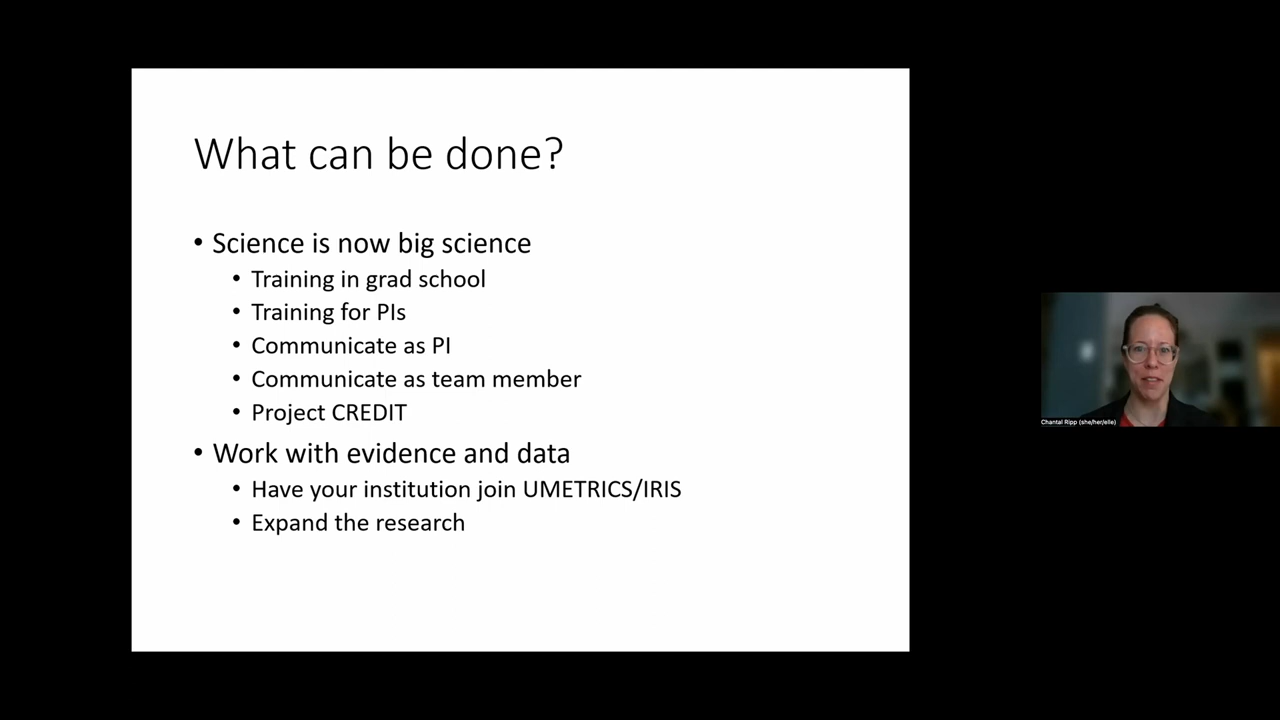 What can be done?
• Science is now big science
• Training in grad school
• Training for PIs
• Communicate as PI
• Communicate as team member
• Project CREDIT
• Work with evidence and data
• Have your institution join UMETRICS/IRIS
• Expand the research
Chantal Ripp (she/her/elle)